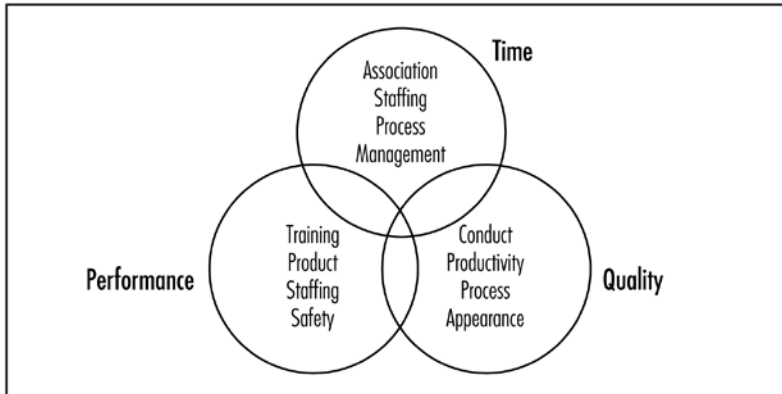 Time
Association
Staffing
Process
Management
Performance
Training
Product
Staffing
Safety
Conduct
Productivity
Process
Appearance
Quality